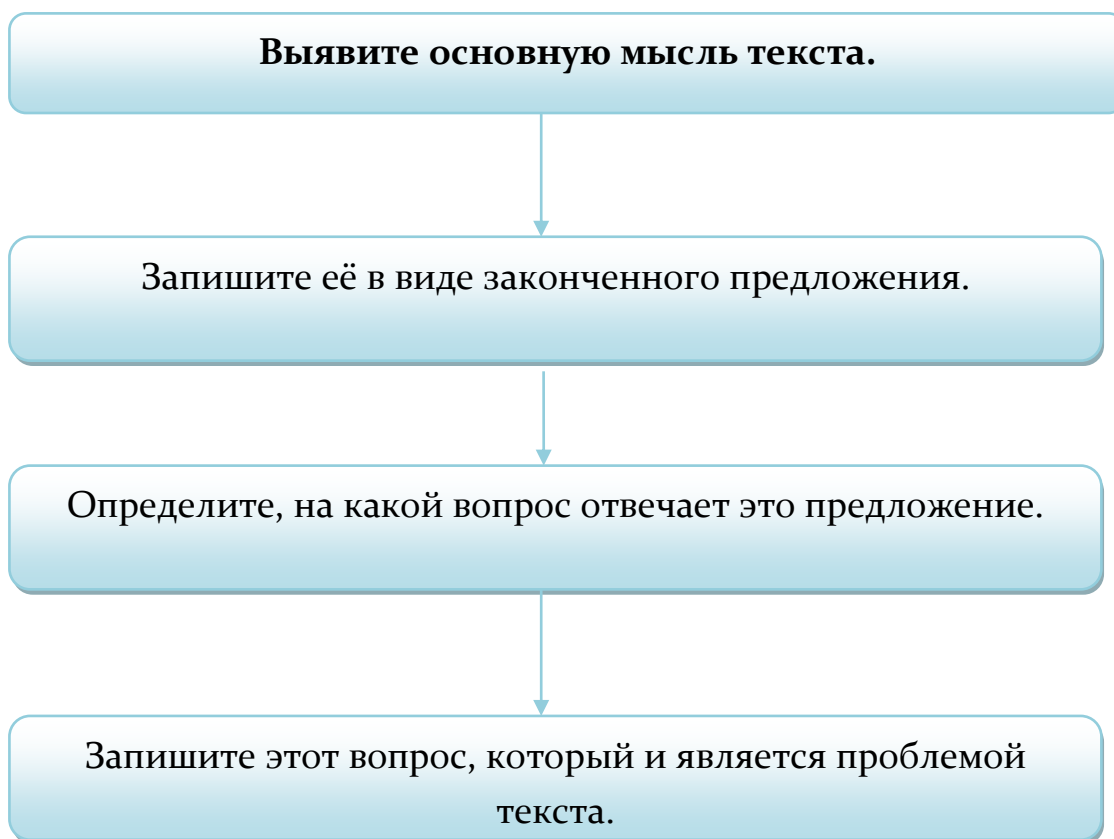 Выявите основную мысль текста.
Запишите её в виде законченного предложения.
Определите, на какой вопрос отвечает это предложение.
Запишите этот вопрос, который и является проблемой
текста.